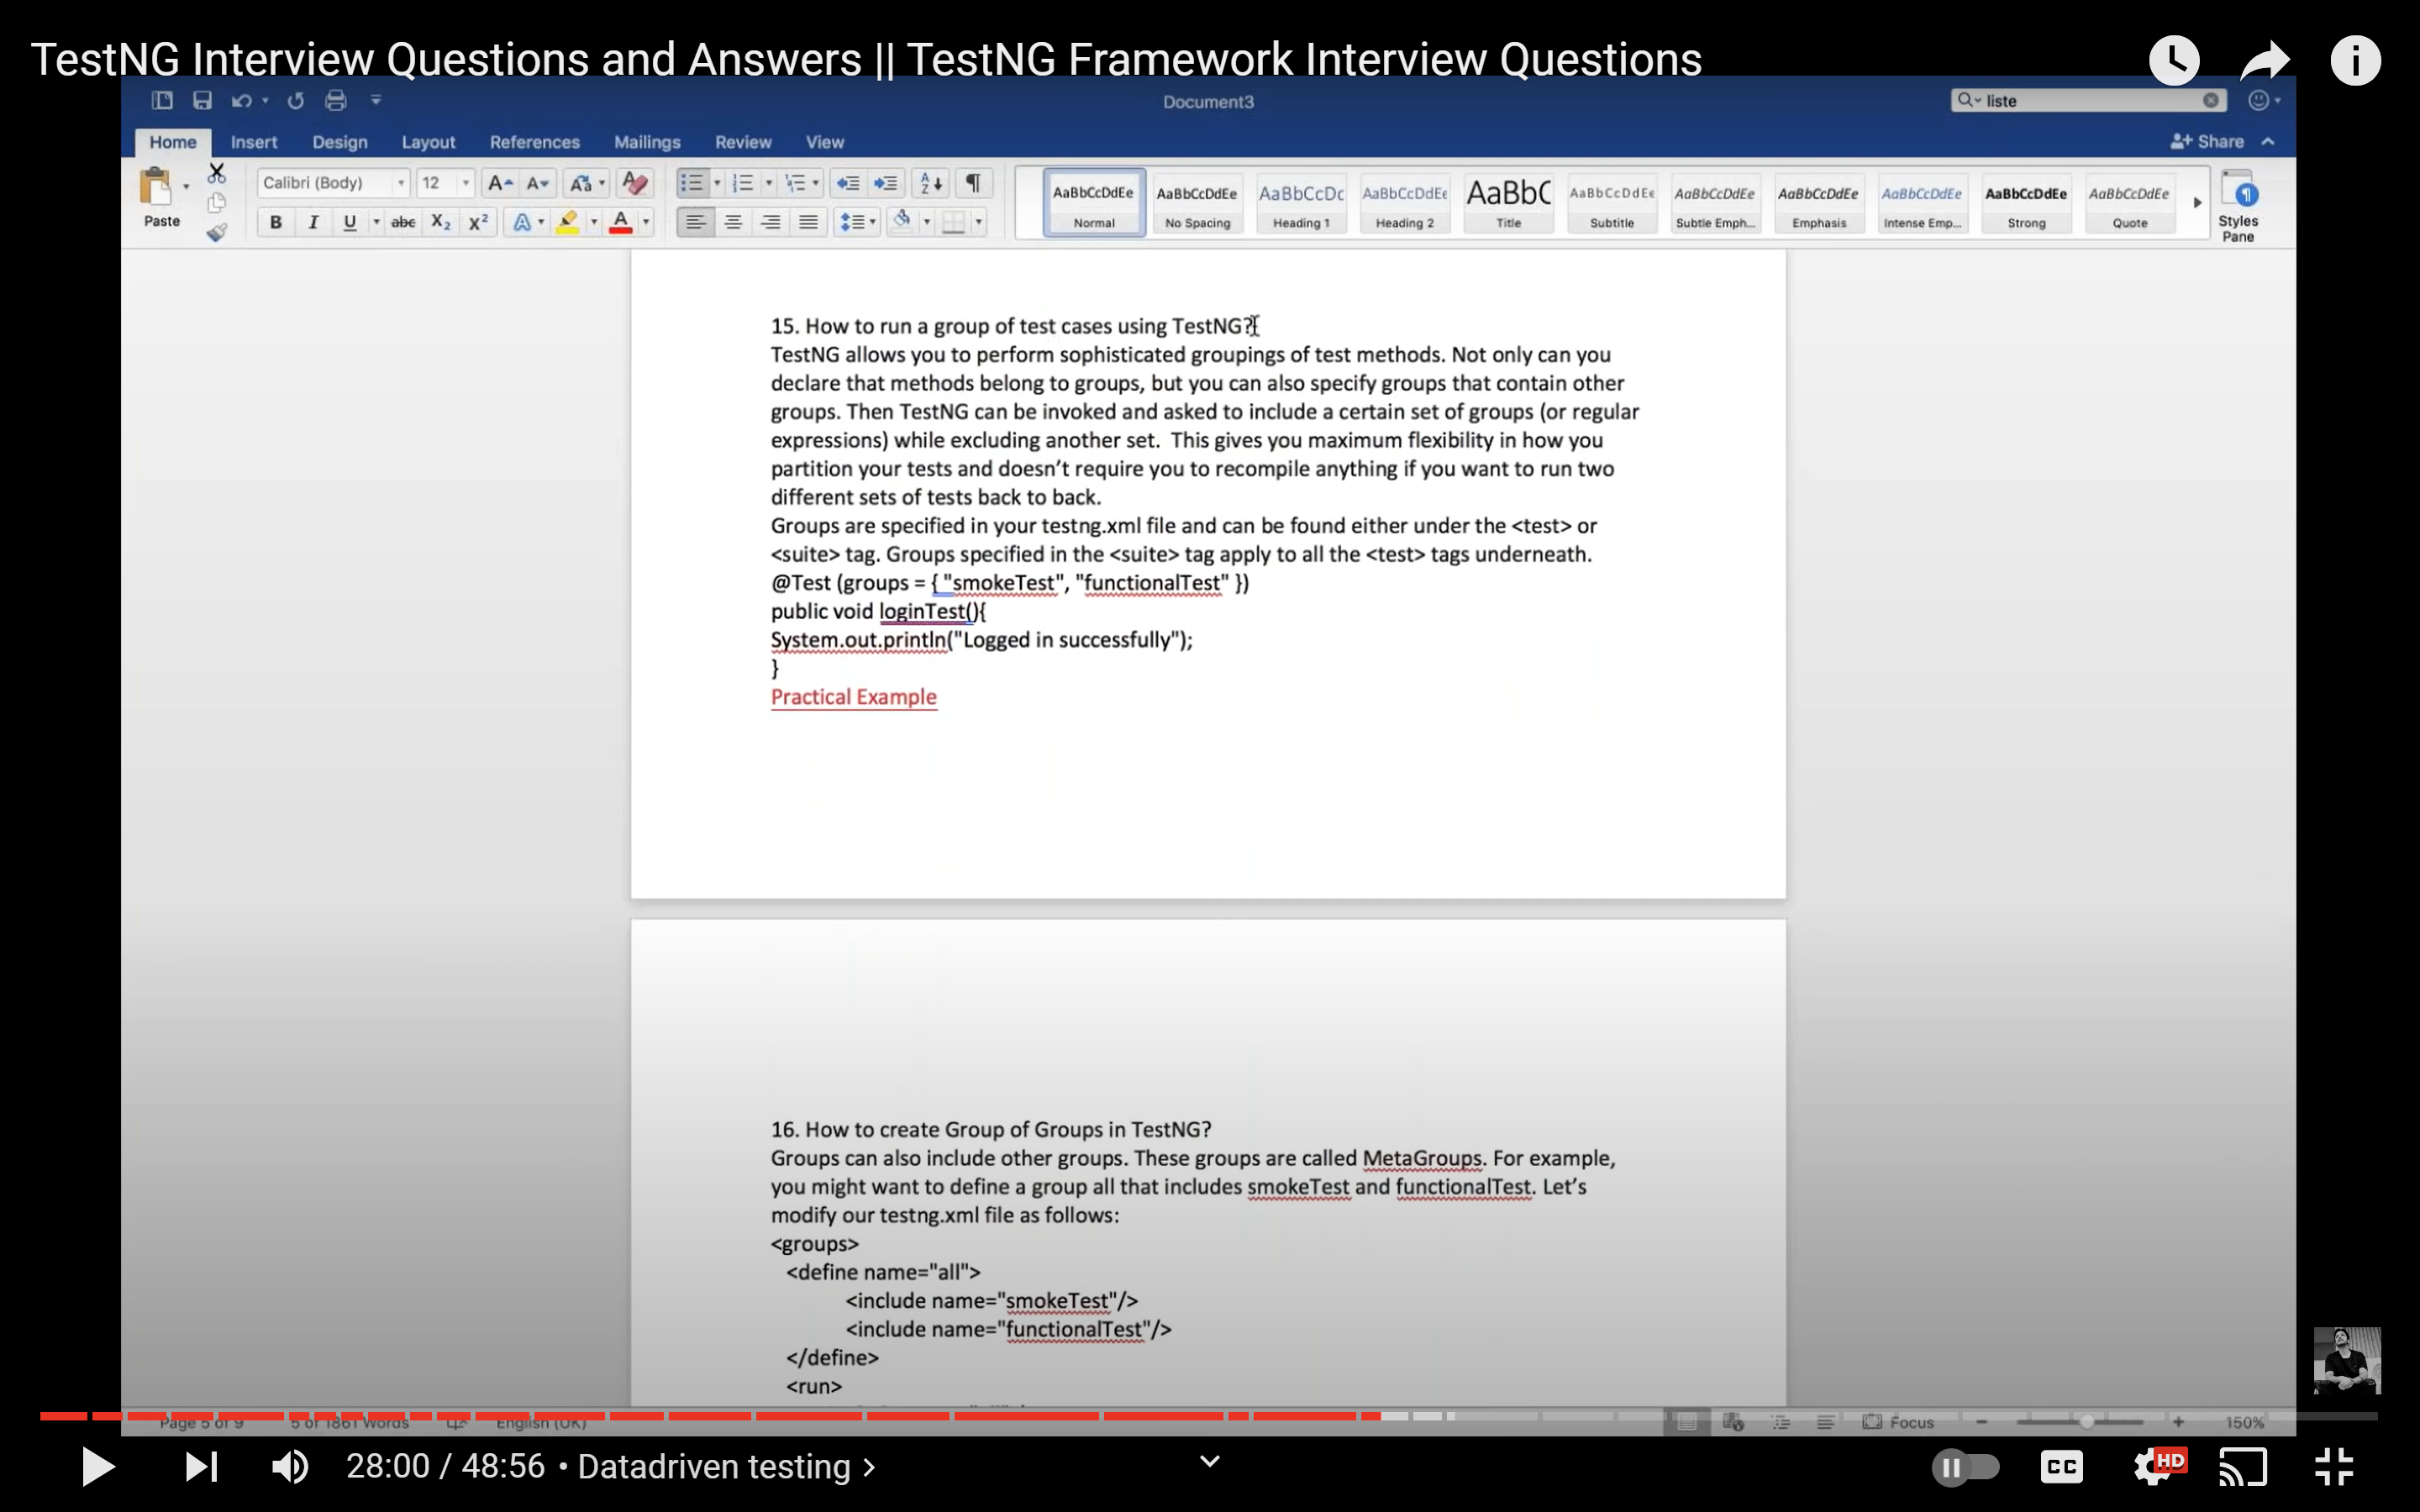 TestNG Interview Questions and Answers || TestNG Framework Interview Questions
Document3
liste
Home Insert Design Layout References Mailings Review View
Share
Paste
Calibri (Body) 12
AaBbCcDdEe AaBbCcDdEe AaBbCcDc AaBbCcDdEe AaBbC AaBbCcDdEe AaBbCcDdEe AaBbCcDdEe AaBbCcDdEe AaBbCcDdEe AaBbCcDdEe
Normal No Spacing Heading 1 Heading 2 Title Subtitle Subtle Emph... Emphasis Intense Emp... Strong Quote
Styles
Pane
B I U abc X2 X2 A A
15. How to run a group of test cases using TestNG?
TestNG allows you to perform sophisticated groupings of test methods. Not only can you
declare that methods belong to groups, but you can also specify groups that contain other
groups. Then TestNG can be invoked and asked to include a certain set of groups (or regular
expressions) while excluding another set.  This gives you maximum flexibility in how you
partition your tests and doesn’t require you to recompile anything if you want to run two
different sets of tests back to back.
Groups are specified in your testng.xml file and can be found either under the <test> or
<suite> tag. Groups specified in the <suite> tag apply to all the <test> tags underneath.
@Test (groups = { "smokeTest", "functionalTest" })
public void loginTest(){
System.out.println("Logged in successfully");
}
Practical Example
16. How to create Group of Groups in TestNG?
Groups can also include other groups. These groups are called MetaGroups. For example,
you might want to define a group all that includes smokeTest and functionalTest. Let’s
modify our testng.xml file as follows:
<groups>
<define name="all">
<include name="smokeTest"/>
<include name="functionalTest"/>
</define>
<run>
Page 5 of 9 5 of 1861 Words English (UK) Focus 150%
28:00 / 48:56 • Datadriven testing ›
CC HD